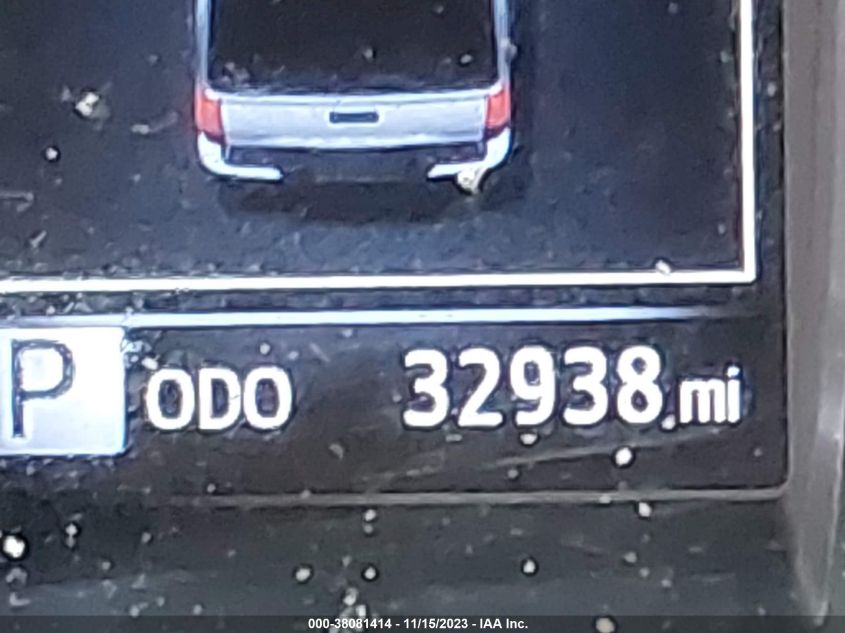 P ODO 32938 mi
000-38081414 - 11/15/2023 - IAA Inc.